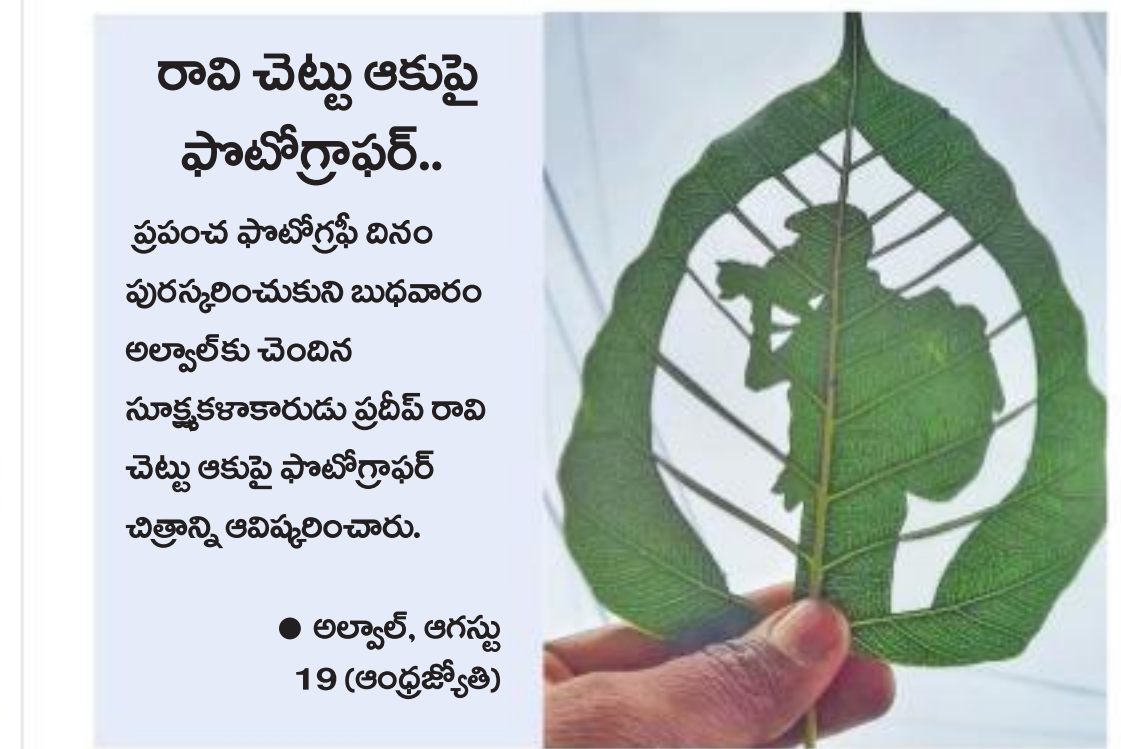 రావి చెట్టు ఆకుపై
ఫొటోగ్రాఫర్..
ప్రపంచ ఫొటోగ్రఫీ దినం
పురస్కరించుకుని బుధవారం
అల్వాల్‌కు చెందిన
సూక్ష్మకళాకారుడు ప్రదీప్ రావి
చెట్టు ఆకుపై ఫొటోగ్రాఫర్
చిత్రాన్ని ఆవిష్కరించారు.
● అల్వాల్, ఆగస్టు
19 (ఆంధ్రజ్యోతి)